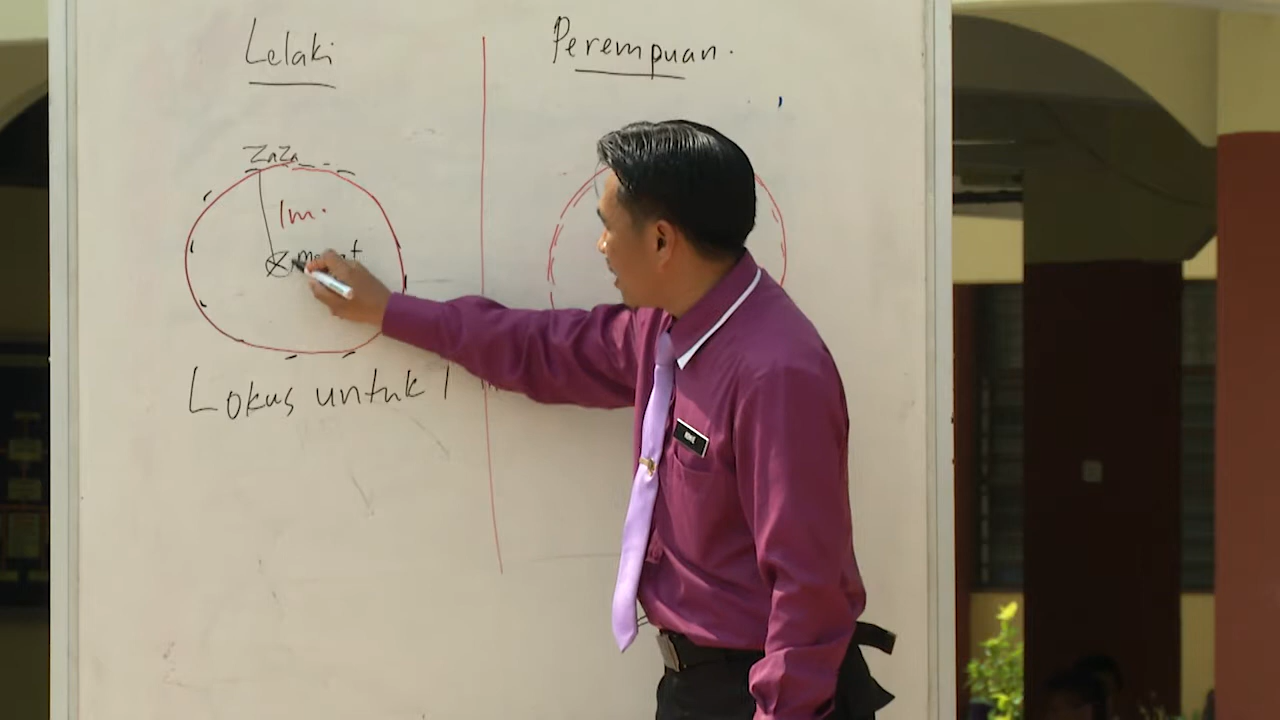 Lelaki
Perempuan.
ZaZa
1m.
Lokus untuk 1